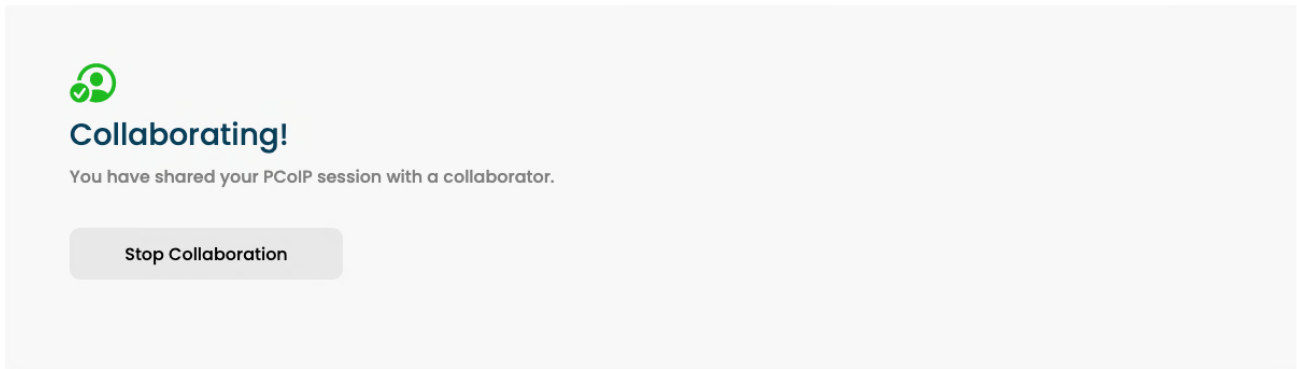 Collaborating!
You have shared your PCoIP session with a collaborator.
Stop Collaboration